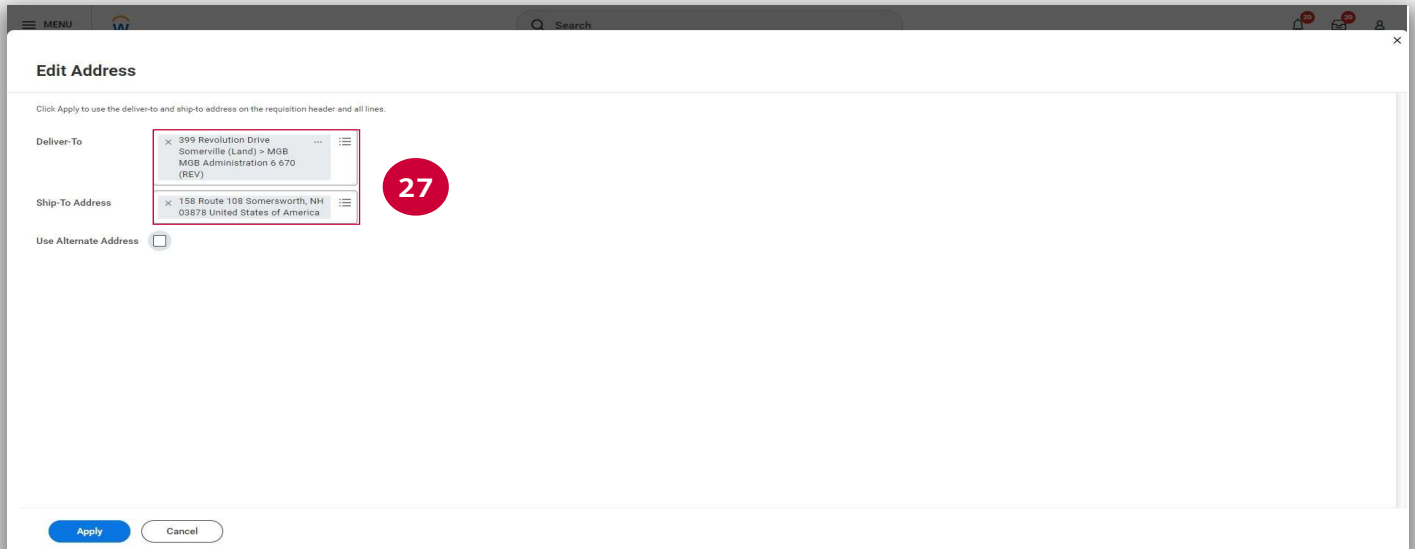 MENU
W
Search
20
20
Edit Address
Click Apply to use the deliver-to and ship-to address on the requisition header and all lines.
Deliver-To
× 399 Revolution Drive ...
Somerville (Land) > MGB
MGB Administration 6 670
(REV)
27
Ship-To Address
× 158 Route 108 Somersworth, NH
03878 United States of America
Use Alternate Address
Apply
Cancel